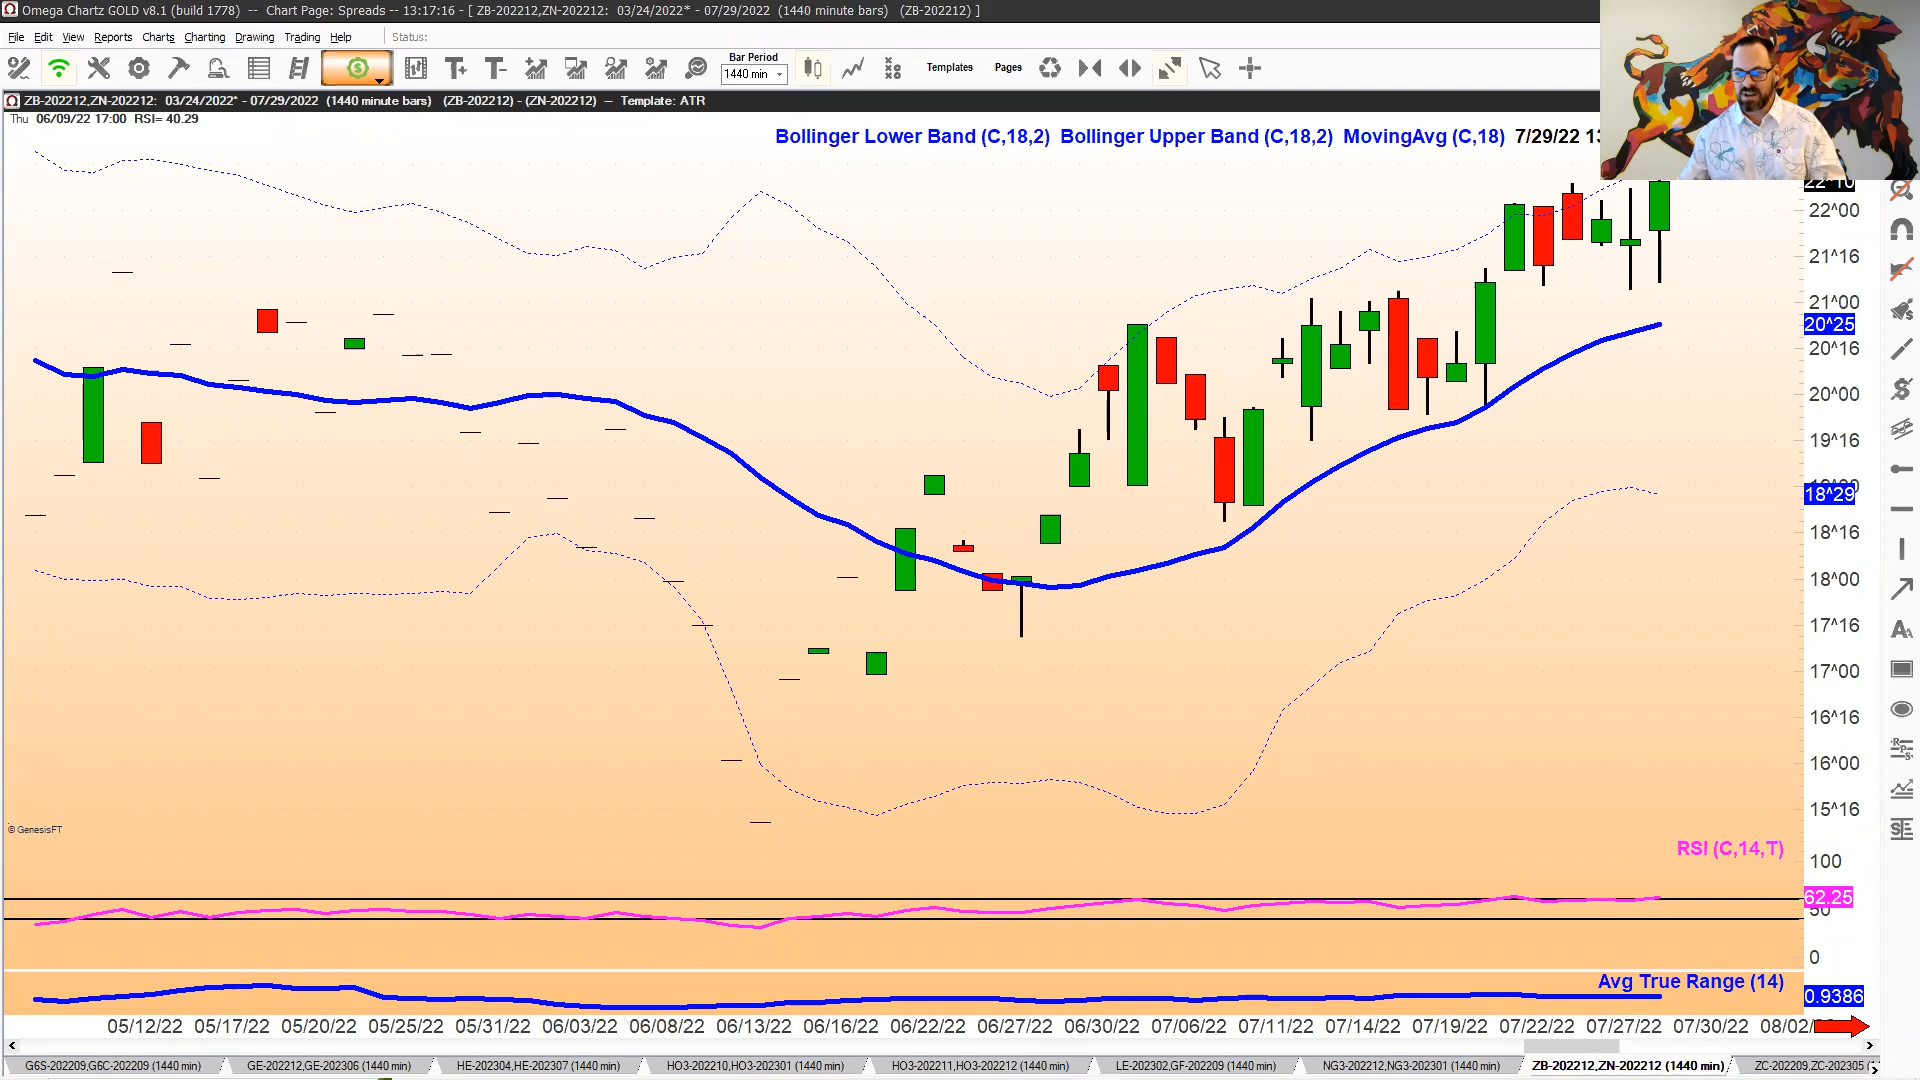 Omega Chartz GOLD v8.1 (build 1778) -- Chart Page: Spreads -- 13:17:16 - [ ZB-202212,ZN-202212: 03/24/2022* - 07/29/2022 (1440 minute bars) (ZB-202212) ]
File Edit View Reports Charts Charting Drawing Trading Help Status:
Bar Period
1440 min
Templates
Pages
ZB-202212,ZN-202212: 03/24/2022* - 07/29/2022 (1440 minute bars) (ZB-202212) - (ZN-202212) -- Template: ATR
Thu 06/09/22 17:00 RSI= 40.29
Bollinger Lower Band (C,18,2) Bollinger Upper Band (C,18,2) MovingAvg (C,18) 7/29/22
22^10
22^00
21^16
21^00
20^25
20^16
20^00
19^16
18^29
18^16
18^00
17^16
17^00
16^16
16^00
15^16
© GenesisFT
RSI (C,14,T)
100
62.25
50
0
Avg True Range (14)
0.9386
05/12/22 05/17/22 05/20/22 05/25/22 05/31/22 06/03/22 06/08/22 06/13/22 06/16/22 06/22/22 06/27/22 06/30/22 07/06/22 07/11/22 07/14/22 07/19/22 07/22/22 07/27/22 07/30/22 08/02/
G6S-202209,G6C-202209 (1440 min) GE-202212,GE-202306 (1440 min) HE-202304,HE-202307 (1440 min) HO3-202210,HO3-202301 (1440 min) HO3-202211,HO3-202212 (1440 min) LE-202302,GF-202209 (1440 min) NG3-202212,NG3-202301 (1440 min) ZB-202212,ZN-202212 (1440 min) ZC-202209,ZC-202305